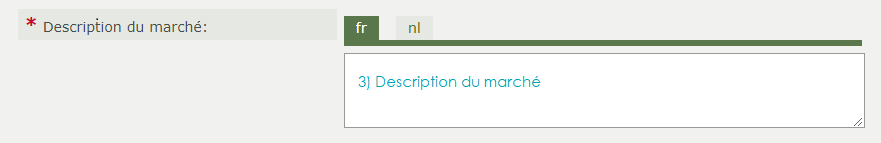 * Description du marché:
fr nl
3) Description du marché